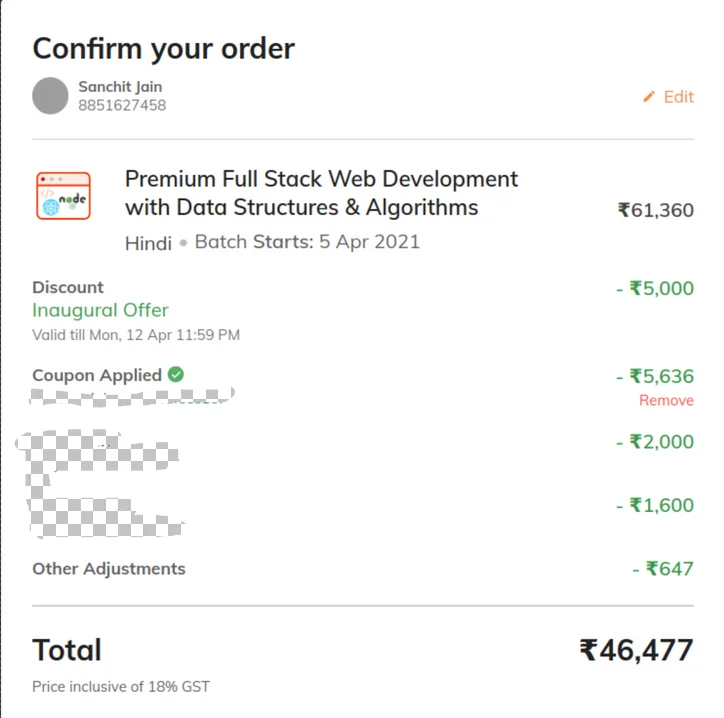 Confirm your order
Sanchit Jain
8851627458
Edit
node
Premium Full Stack Web Development
with Data Structures & Algorithms
₹61,360
Hindi • Batch Starts: 5 Apr 2021
Discount
- ₹5,000
Inaugural Offer
Valid till Mon, 12 Apr 11:59 PM
Coupon Applied
- ₹5,636
Remove
- ₹2,000
- ₹1,600
Other Adjustments
- ₹647
Total
₹46,477
Price inclusive of 18% GST